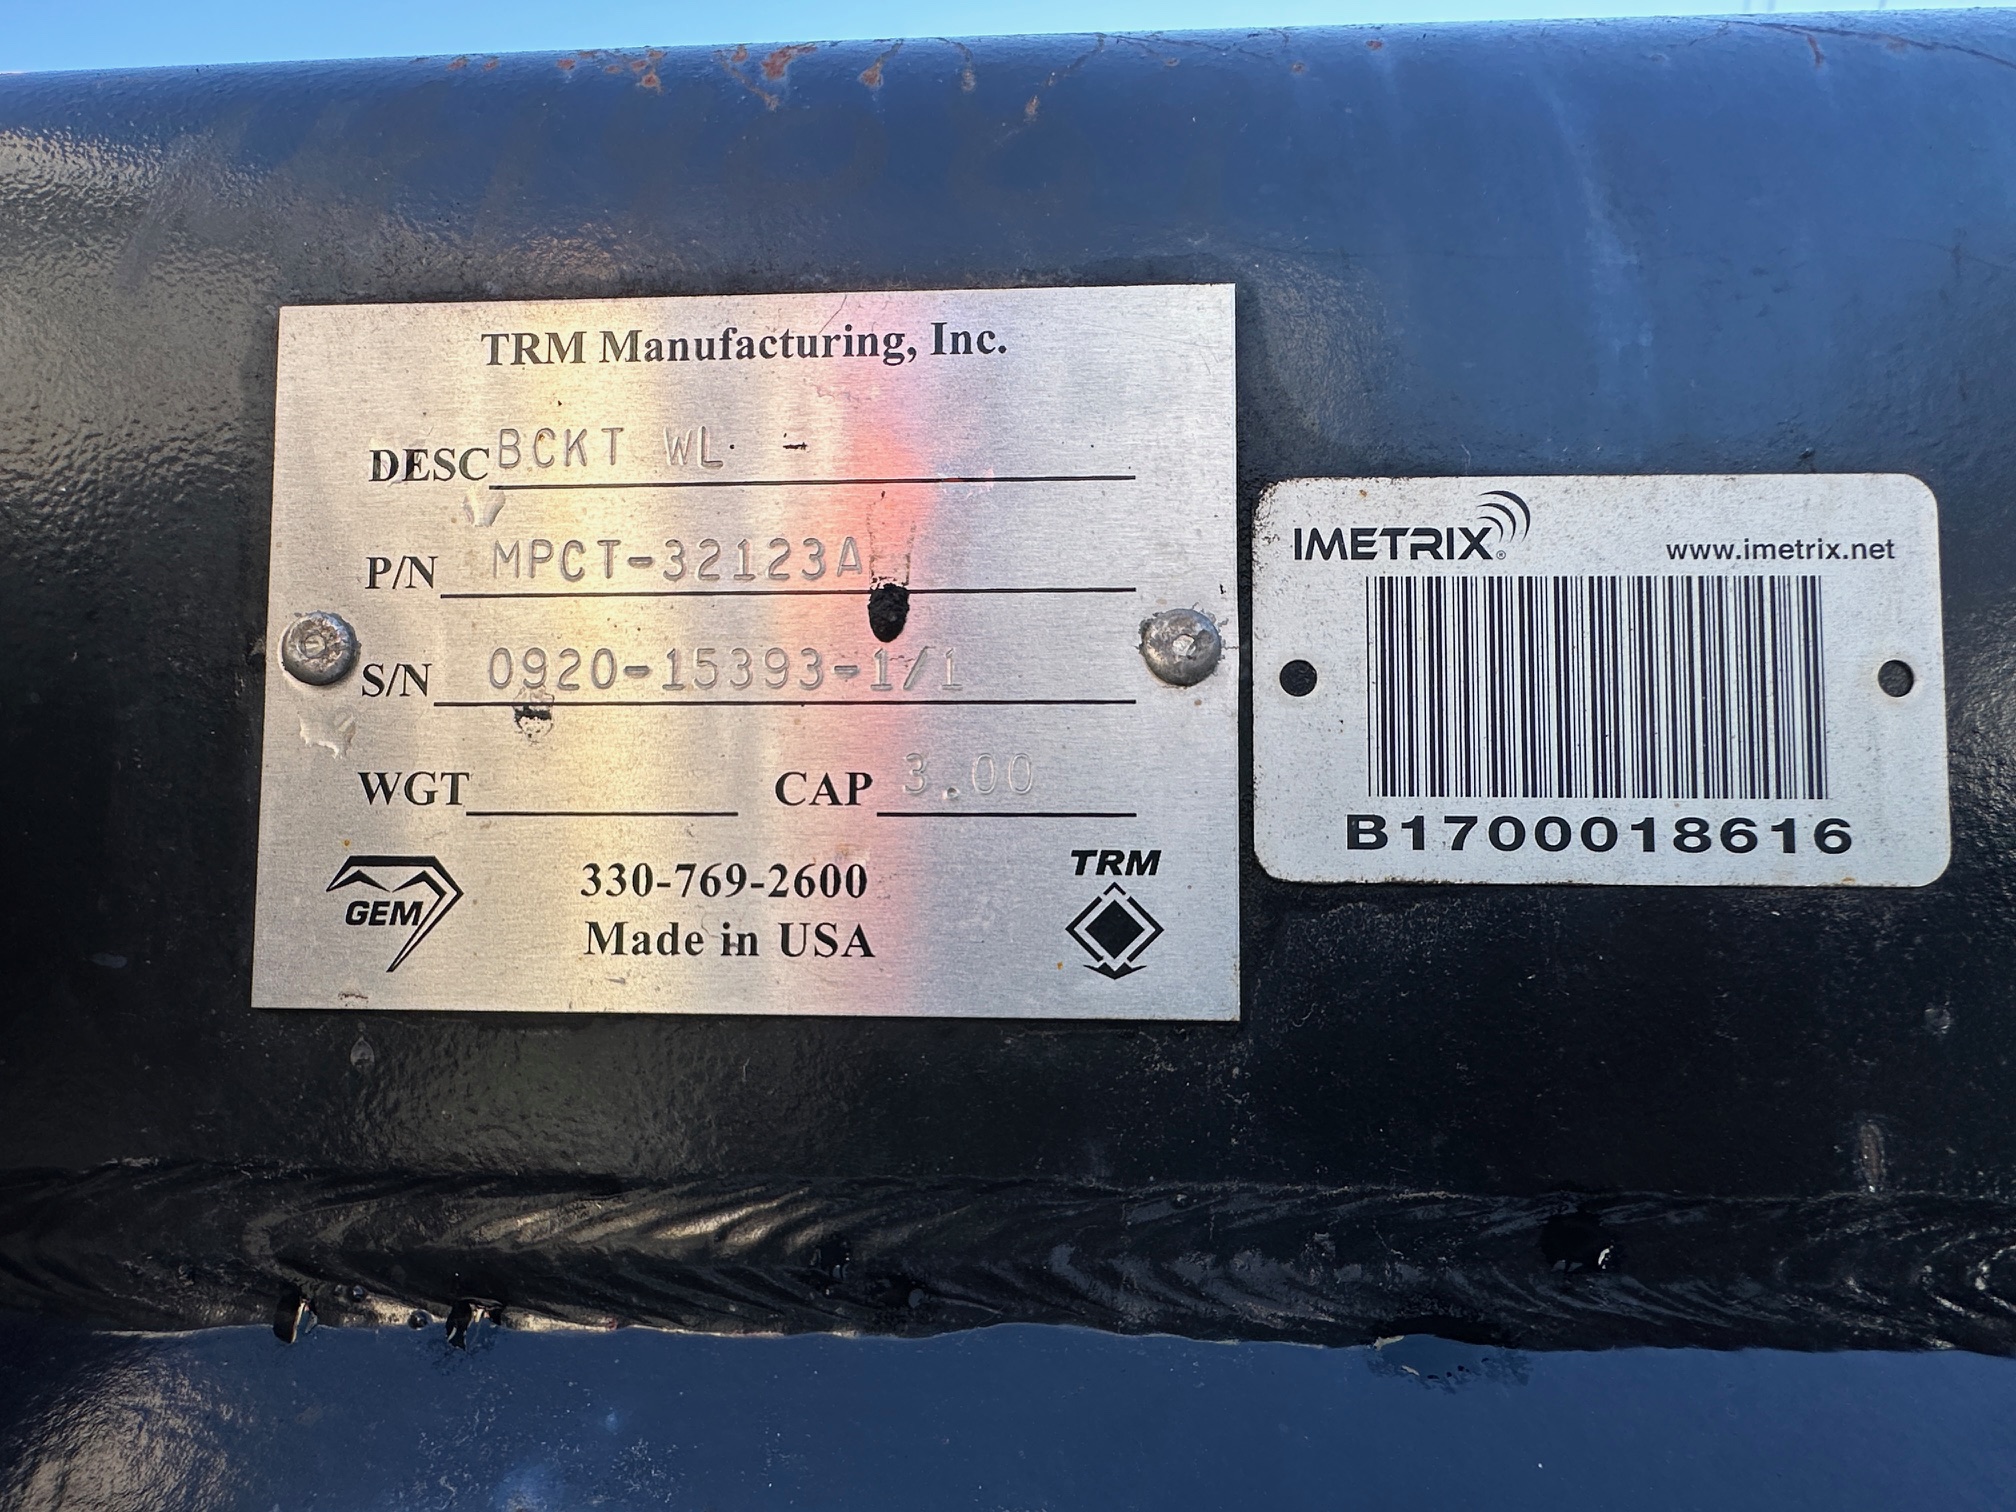 TRM Manufacturing, Inc.
DESC BCKT WL -
P/N MPCT-32123A
S/N 0920-15393-1/1
WGT CAP 3.00
GEM
330-769-2600
Made in USA
TRM
IMETRIX®
www.imetrix.net
B1700018616